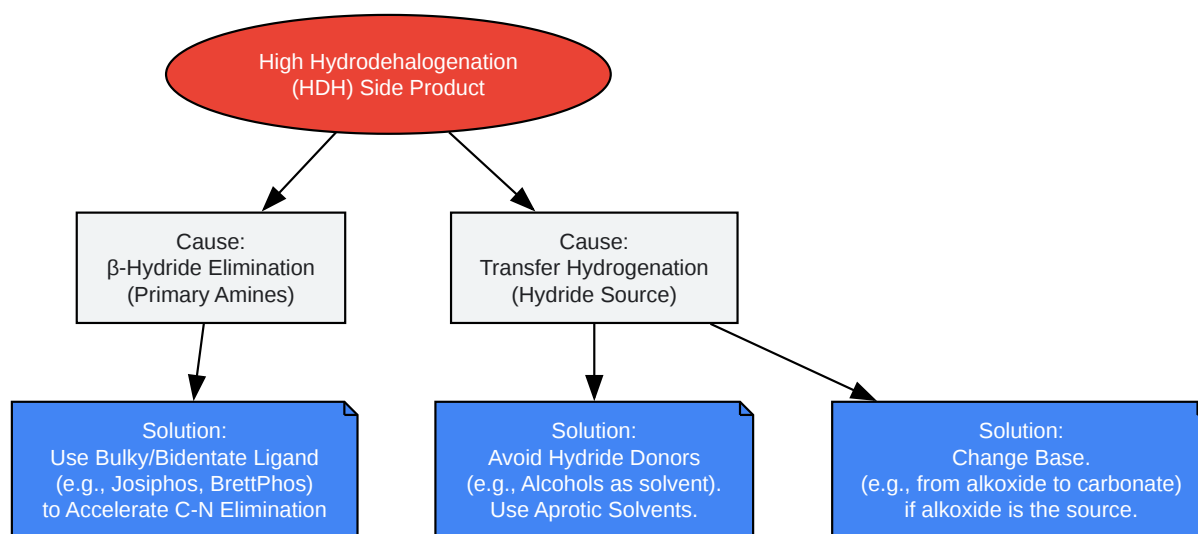 High Hydrodehalogenation
(HDH) Side Product
Cause:
β-Hydride Elimination
(Primary Amines)
Cause:
Transfer Hydrogenation
(Hydride Source)
Solution:
Use Bulky/Bidentate Ligand
(e.g., Josiphos, BrettPhos)
to Accelerate C-N Elimination
Solution:
Avoid Hydride Donors
(e.g., Alcohols as solvent).
Use Aprotic Solvents.
Solution:
Change Base.
(e.g., from alkoxide to carbonate)
if alkoxide is the source.